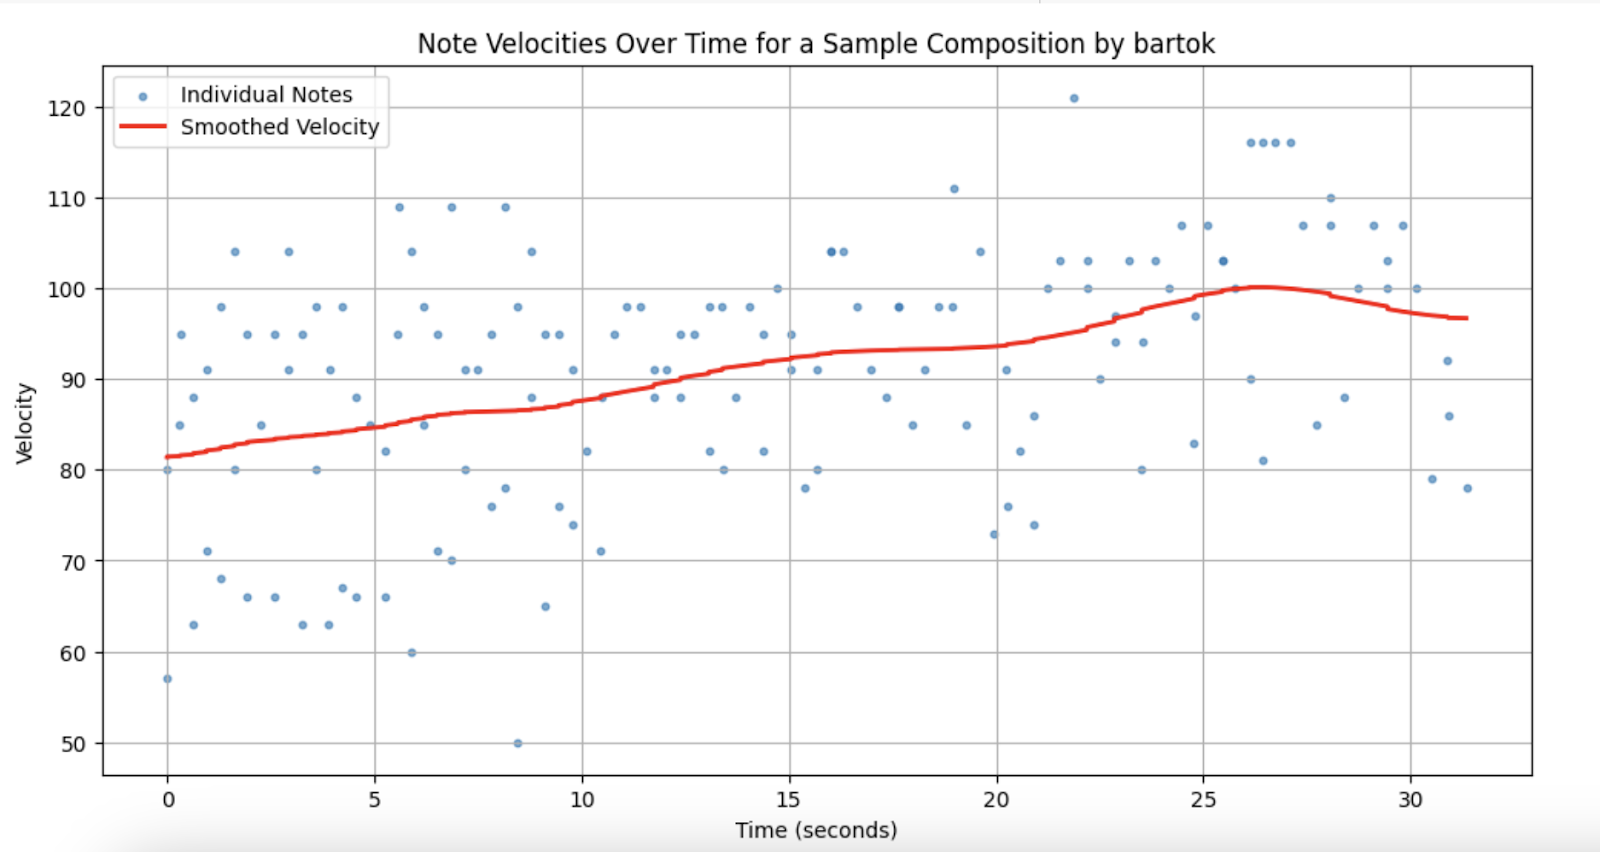 Note Velocities Over Time for a Sample Composition by bartok
Individual Notes
Smoothed Velocity
120
110
100
90
80
70
60
50
Velocity
0 5 10 15 20 25 30
Time (seconds)